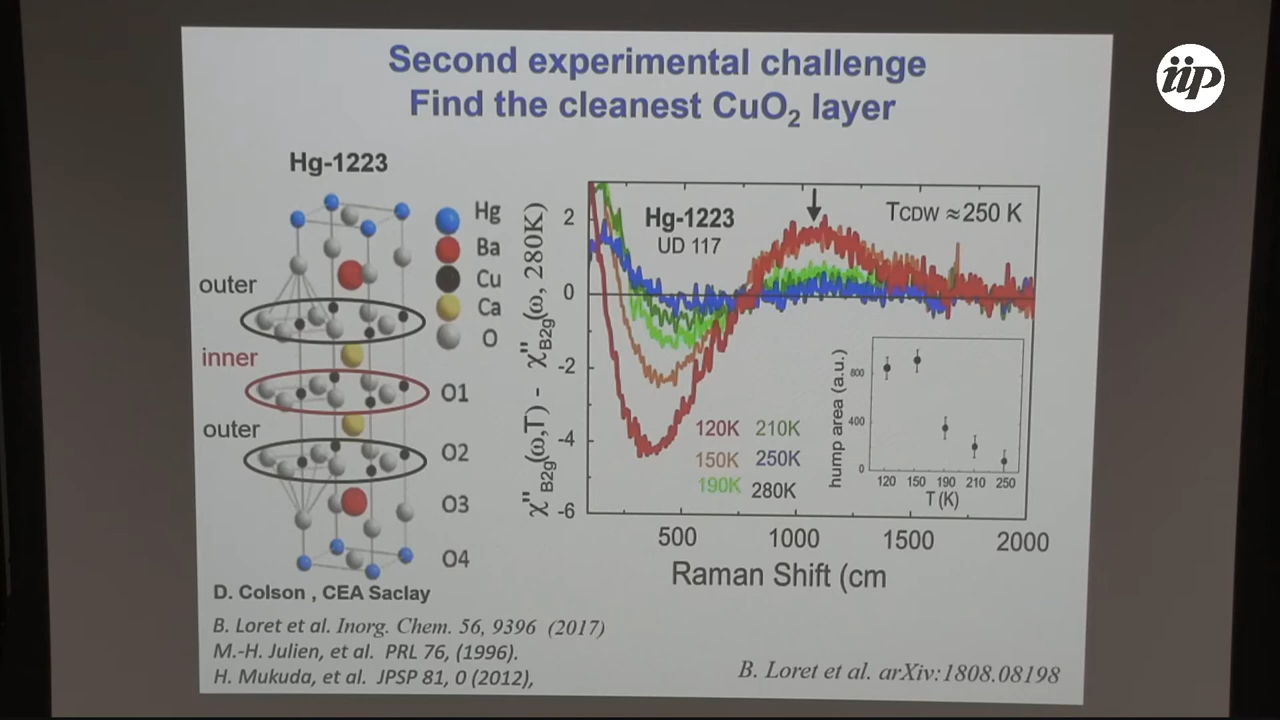 Second experimental challenge
Find the cleanest CuO2 layer
iip
Hg-1223
Hg
Ba
Cu
Ca
O
outer
inner
outer
O1
O2
O3
O4
D. Colson , CEA Saclay
B. Loret et al. Inorg. Chem. 56, 9396 (2017)
M.-H. Julien, et al. PRL 76, (1996).
H. Mukuda, et al. JPSP 81, 0 (2012),
χ"B2g(ω,T) - χ"B2g(ω, 280K)
2
0
-2
-4
-6
Hg-1223
UD 117
TCDW ≈250 K
120K 210K
150K 250K
190K 280K
hump area (a.u.)
800
400
0
120 150 190 210 250
T (K)
500 1000 1500 2000
Raman Shift (cm
B. Loret et al. arXiv:1808.08198